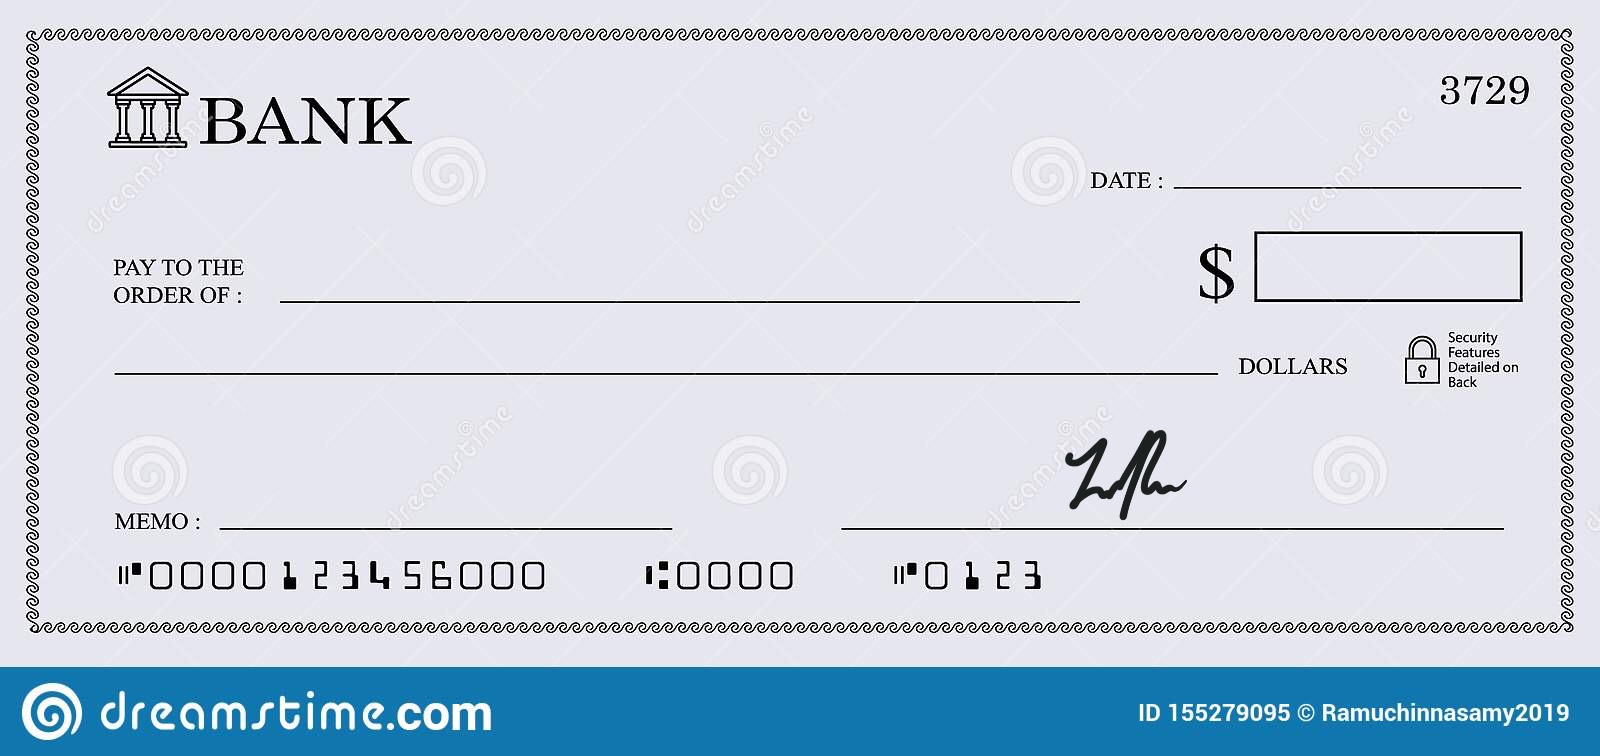 BANK
3729
DATE :
PAY TO THE
ORDER OF :
$
DOLLARS
Security
Features
Detailed on
Back
MEMO :
⑈0000123456000 ⑆0000 ⑈0123
dreamstime.com
ID 155279095 © Ramuchinnasamy2019